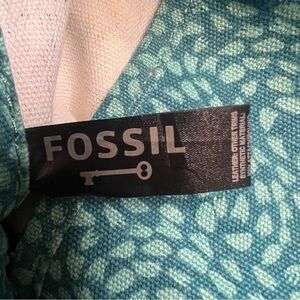 FOSSIL
LEATHER: OTHER TRIMS
SYNTHETIC MATERIAL